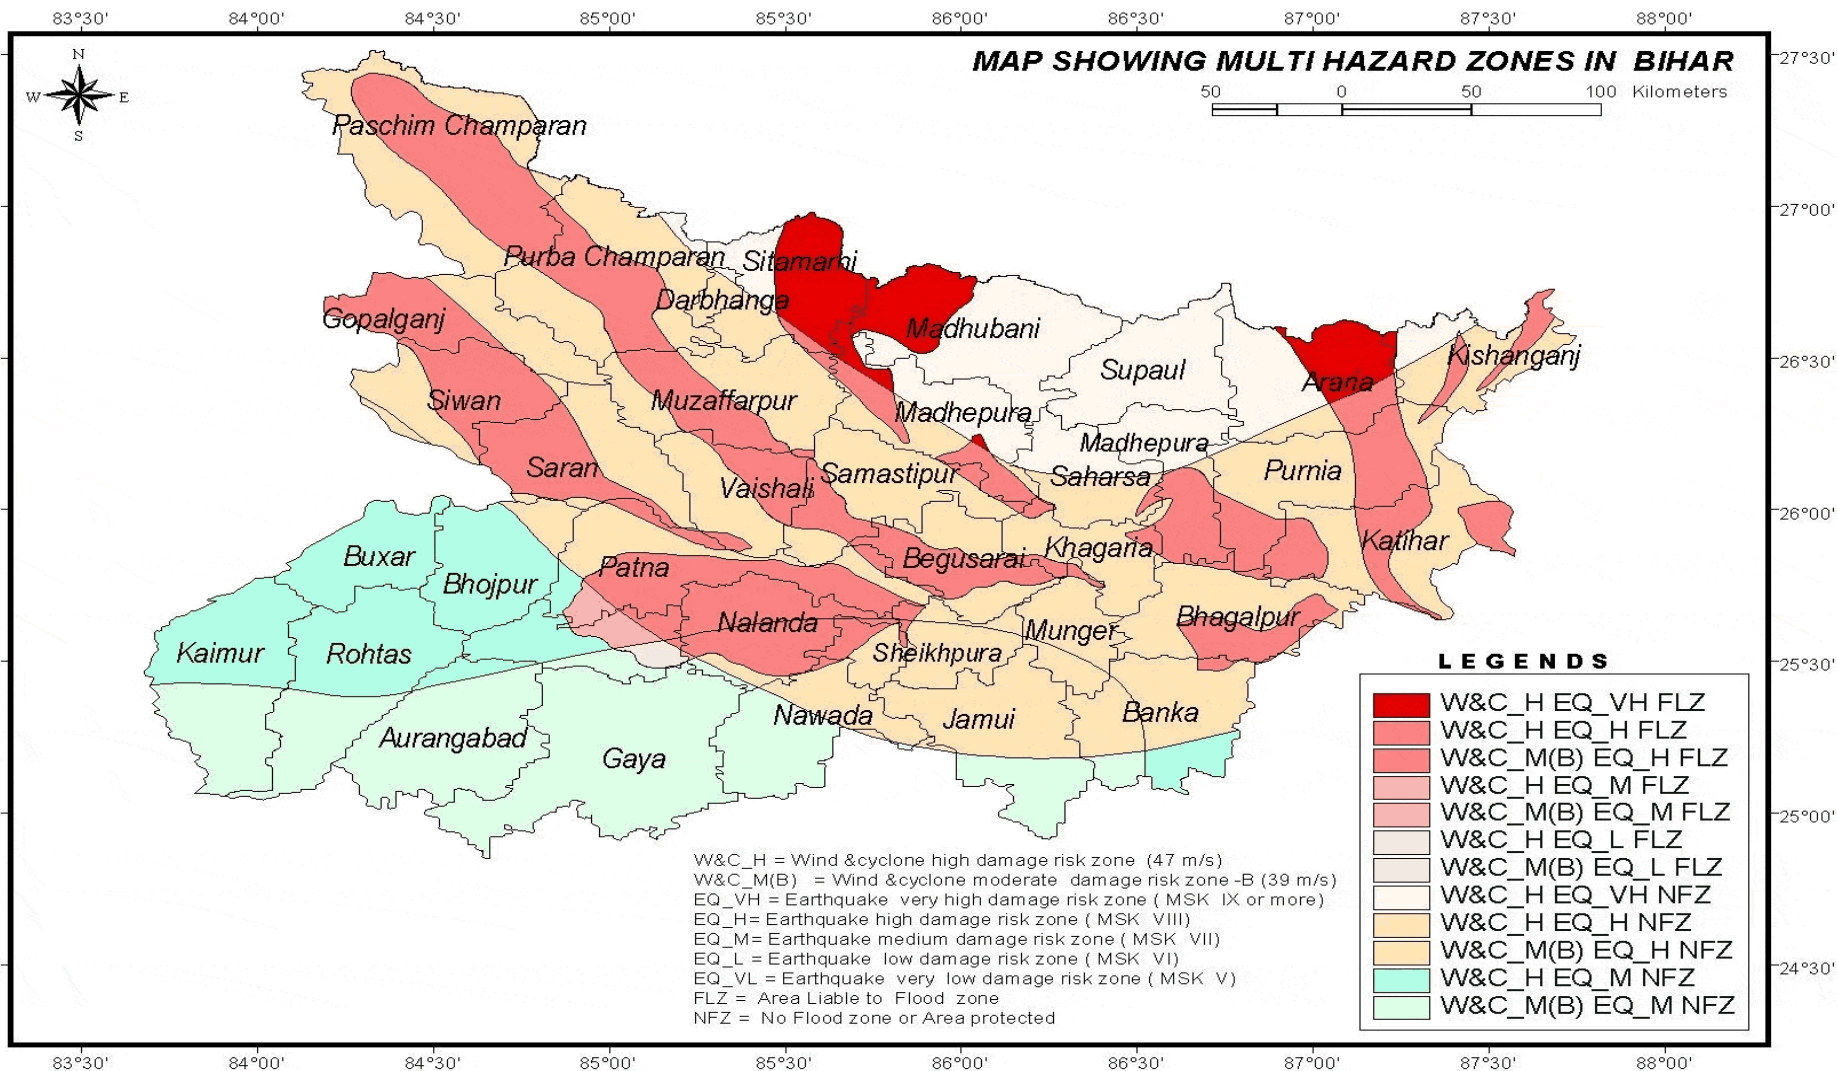 83°30' 84°00' 84°30' 85°00' 85°30' 86°00' 86°30' 87°00' 87°30' 88°00'
MAP SHOWING MULTI HAZARD ZONES IN BIHAR
50 0 50 100 Kilometers
N
W E
S
27°30'
27°00'
26°30'
26°00'
25°30'
25°00'
24°30'
Paschim Champaran
Purba Champaran
Sitamarhi
Darbhanga
Gopalganj
Madhubani
Kishanganj
Supaul
Araria
Siwan
Muzaffarpur
Madhepura
Madhepura
Saran
Vaishali
Samastipur
Saharsa
Purnia
Buxar
Bhojpur
Patna
Begusarai
Khagaria
Katihar
Nalanda
Bhagalpur
Munger
Kaimur
Rohtas
Sheikhpura
Nawada
Jamui
Banka
Aurangabad
Gaya
LEGENDS
W&C_H EQ_VH FLZ
W&C_H EQ_H FLZ
W&C_M(B) EQ_H FLZ
W&C_H EQ_M FLZ
W&C_M(B) EQ_M FLZ
W&C_H EQ_L FLZ
W&C_M(B) EQ_L FLZ
W&C_H EQ_VH NFZ
W&C_H EQ_H NFZ
W&C_M(B) EQ_H NFZ
W&C_H EQ_M NFZ
W&C_M(B) EQ_M NFZ
W&C_H = Wind &cyclone high damage risk zone (47 m/s)
W&C_M(B) = Wind &cyclone moderate damage risk zone -B (39 m/s)
EQ_VH = Earthquake very high damage risk zone ( MSK IX or more)
EQ_H= Earthquake high damage risk zone ( MSK VIII)
EQ_M= Earthquake medium damage risk zone ( MSK VII)
EQ_L = Earthquake low damage risk zone ( MSK VI)
EQ_VL = Earthquake very low damage risk zone ( MSK V)
FLZ = Area Liable to Flood zone
NFZ = No Flood zone or Area protected
83°30' 84°00' 84°30' 85°00' 85°30' 86°00' 86°30' 87°00' 87°30' 88°00'